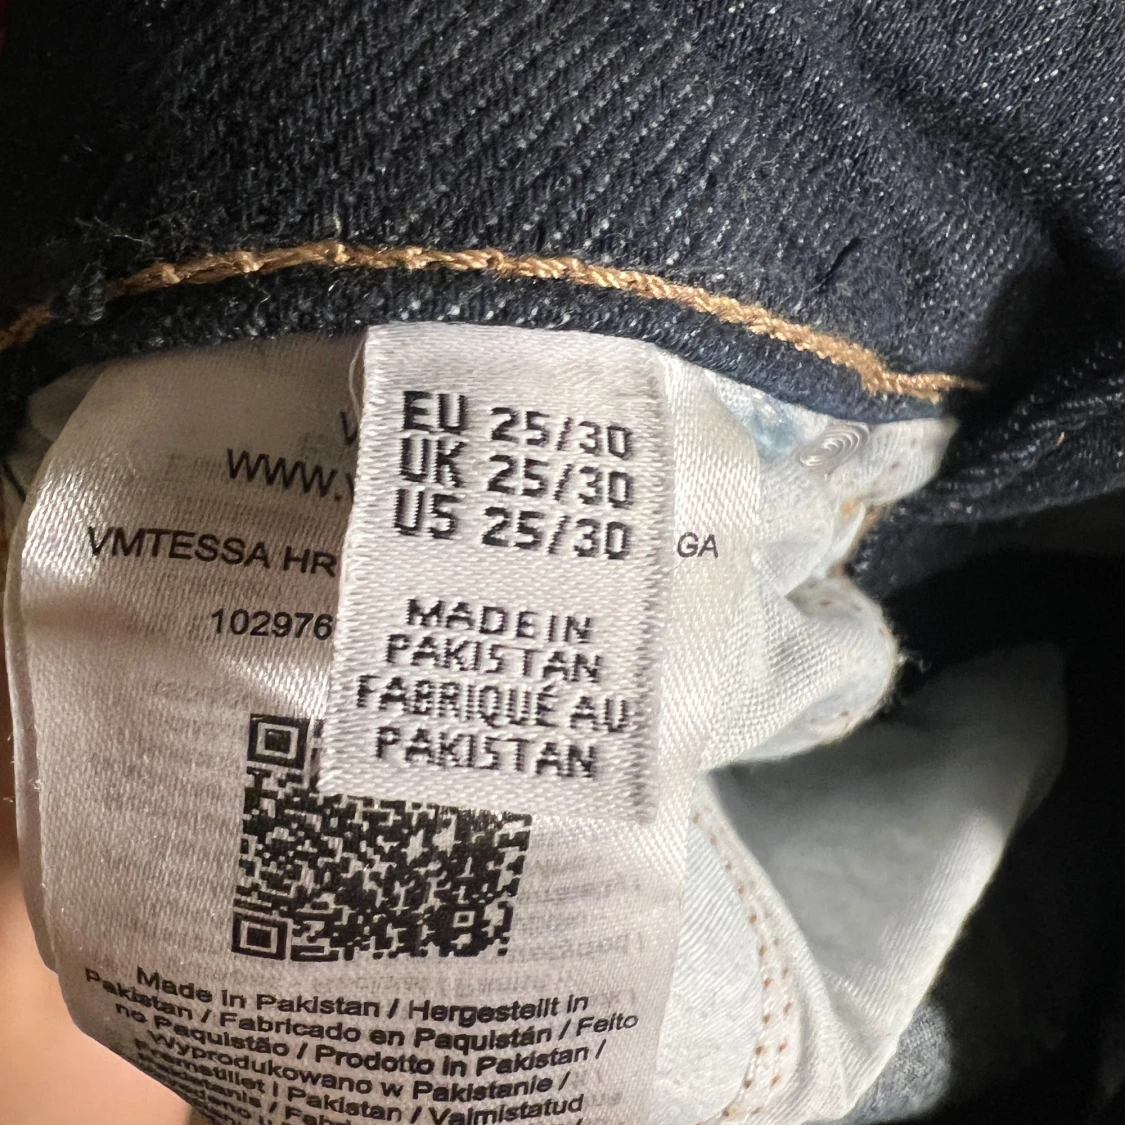 EU 25/30
UK 25/30
US 25/30
MADE IN
PAKISTAN
FABRIQUÉ AU
PAKISTAN
WWW.
VMTESSA HR
GA
102976
Made in Pakistan / Hergestellt in
Pakistan / Fabricado en Paquistán / Feito
no Paquistão / Prodotto in Pakistan /
Wyprodukowano w Pakistanie /
Pakistan / Valmistatud